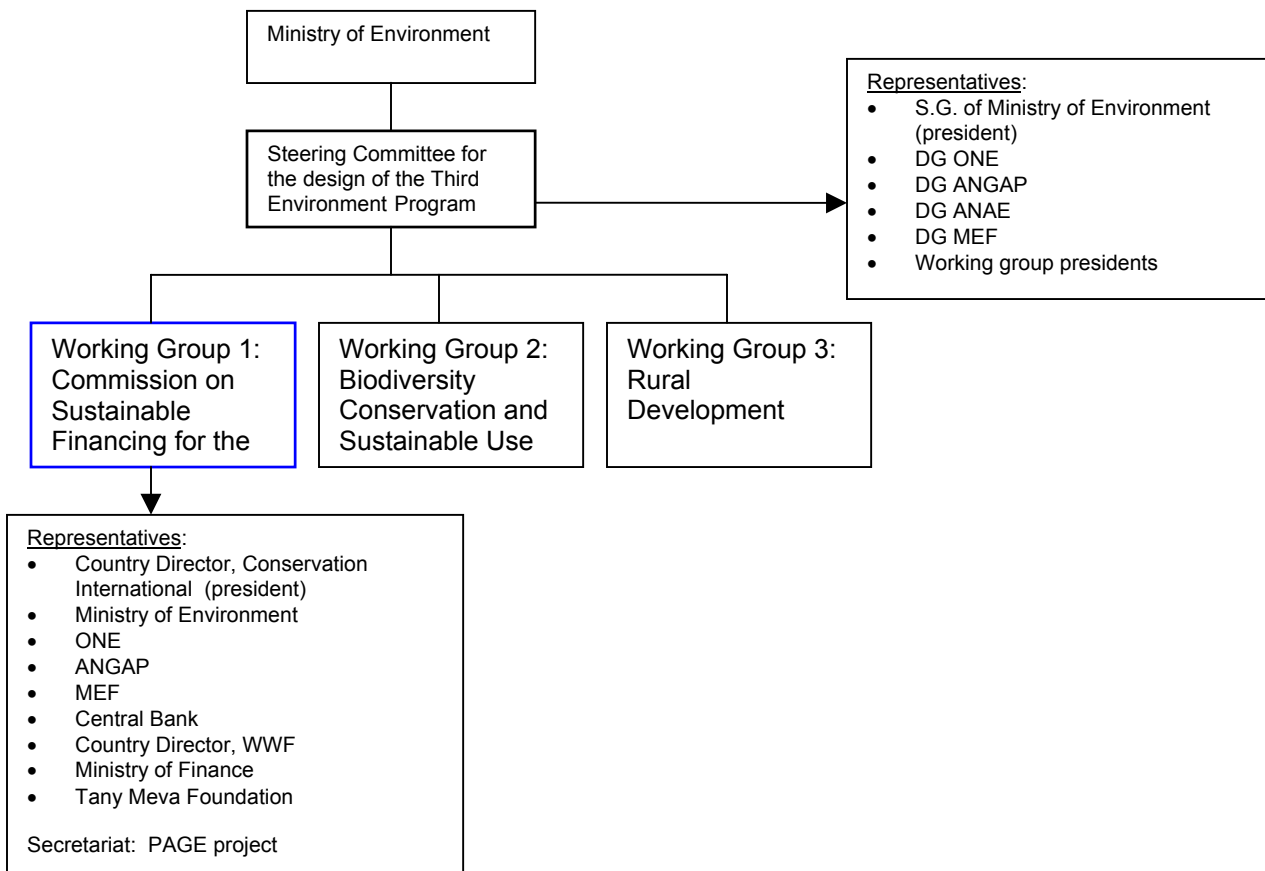 Ministry of Environment
Representatives:
• S.G. of Ministry of Environment
(president)
• DG ONE
• DG ANGAP
• DG ANAE
• DG MEF
• Working group presidents
Steering Committee for
the design of the Third
Environment Program
Working Group 1:
Commission on
Sustainable
Financing for the
Working Group 2:
Biodiversity
Conservation and
Sustainable Use
Working Group 3:
Rural
Development
Representatives:
• Country Director, Conservation
International (president)
• Ministry of Environment
• ONE
• ANGAP
• MEF
• Central Bank
• Country Director, WWF
• Ministry of Finance
• Tany Meva Foundation
Secretariat: PAGE project